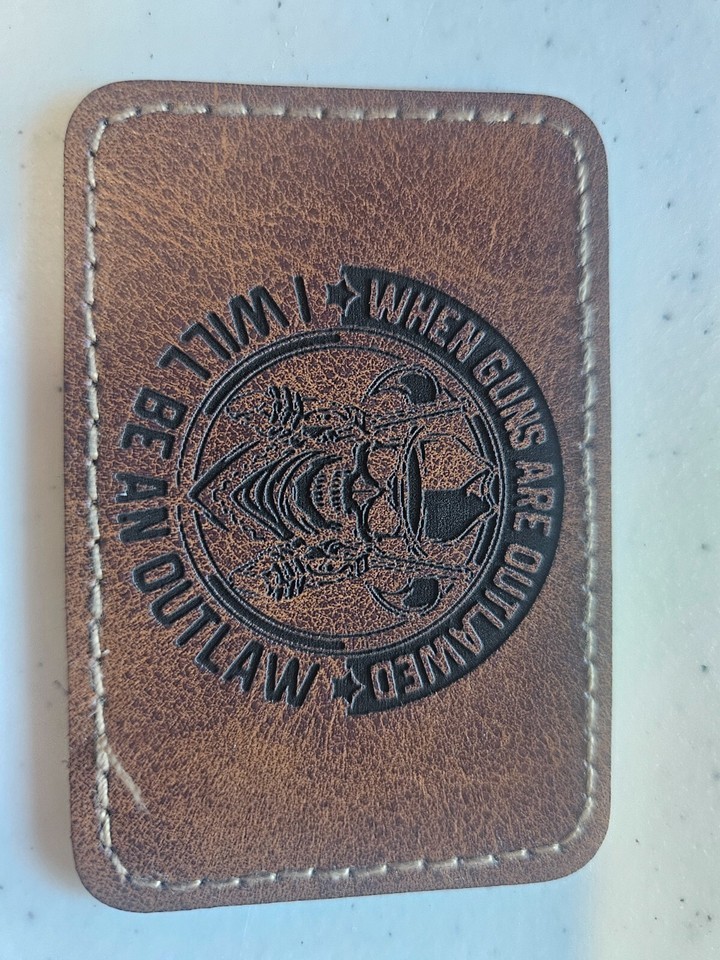 WHEN GUNS ARE OUTLAWED
I WILL BE AN OUTLAW